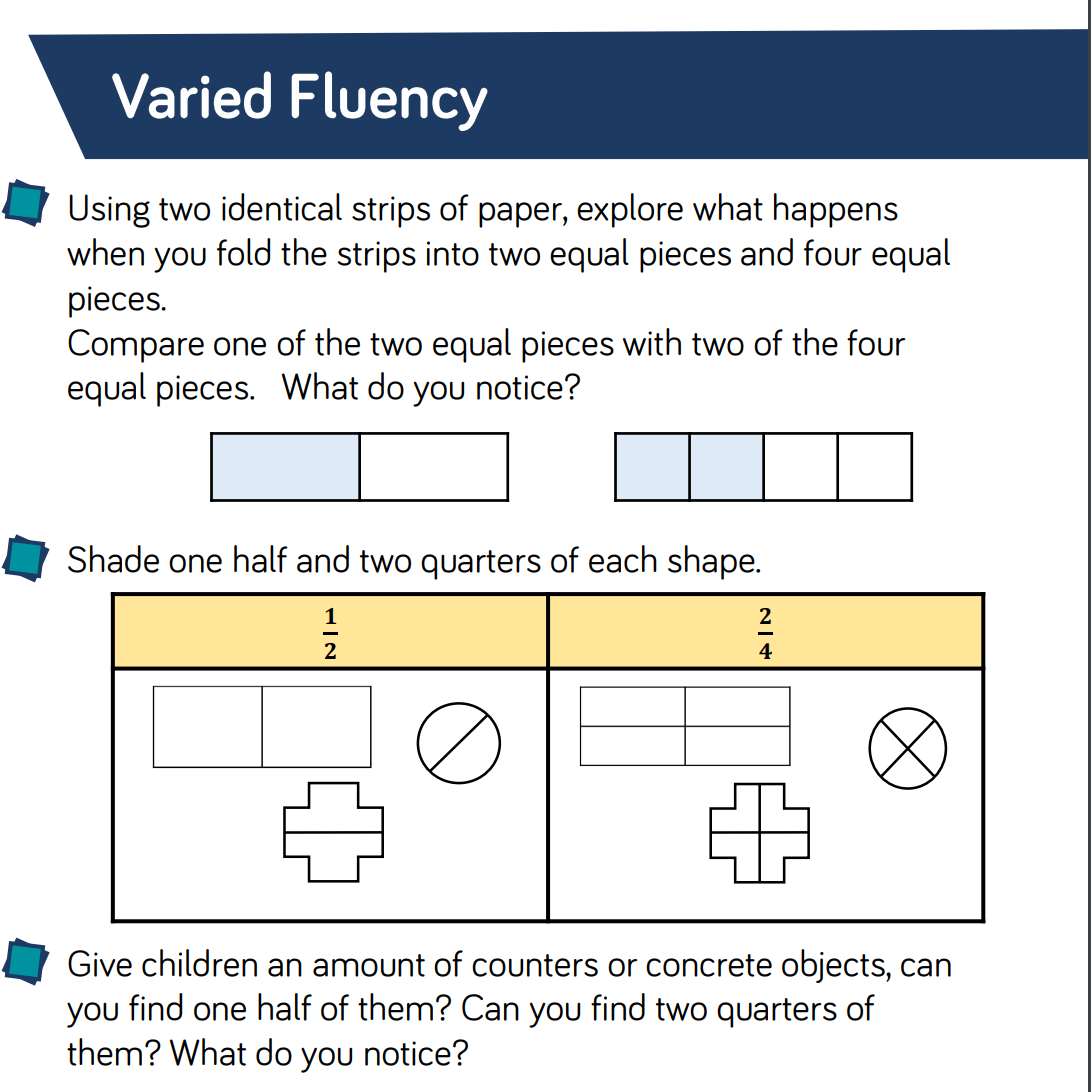 Varied Fluency
Using two identical strips of paper, explore what happens
when you fold the strips into two equal pieces and four equal
pieces.
Compare one of the two equal pieces with two of the four
equal pieces.   What do you notice?
Shade one half and two quarters of each shape.
1/2 2/4
Give children an amount of counters or concrete objects, can
you find one half of them? Can you find two quarters of
them? What do you notice?